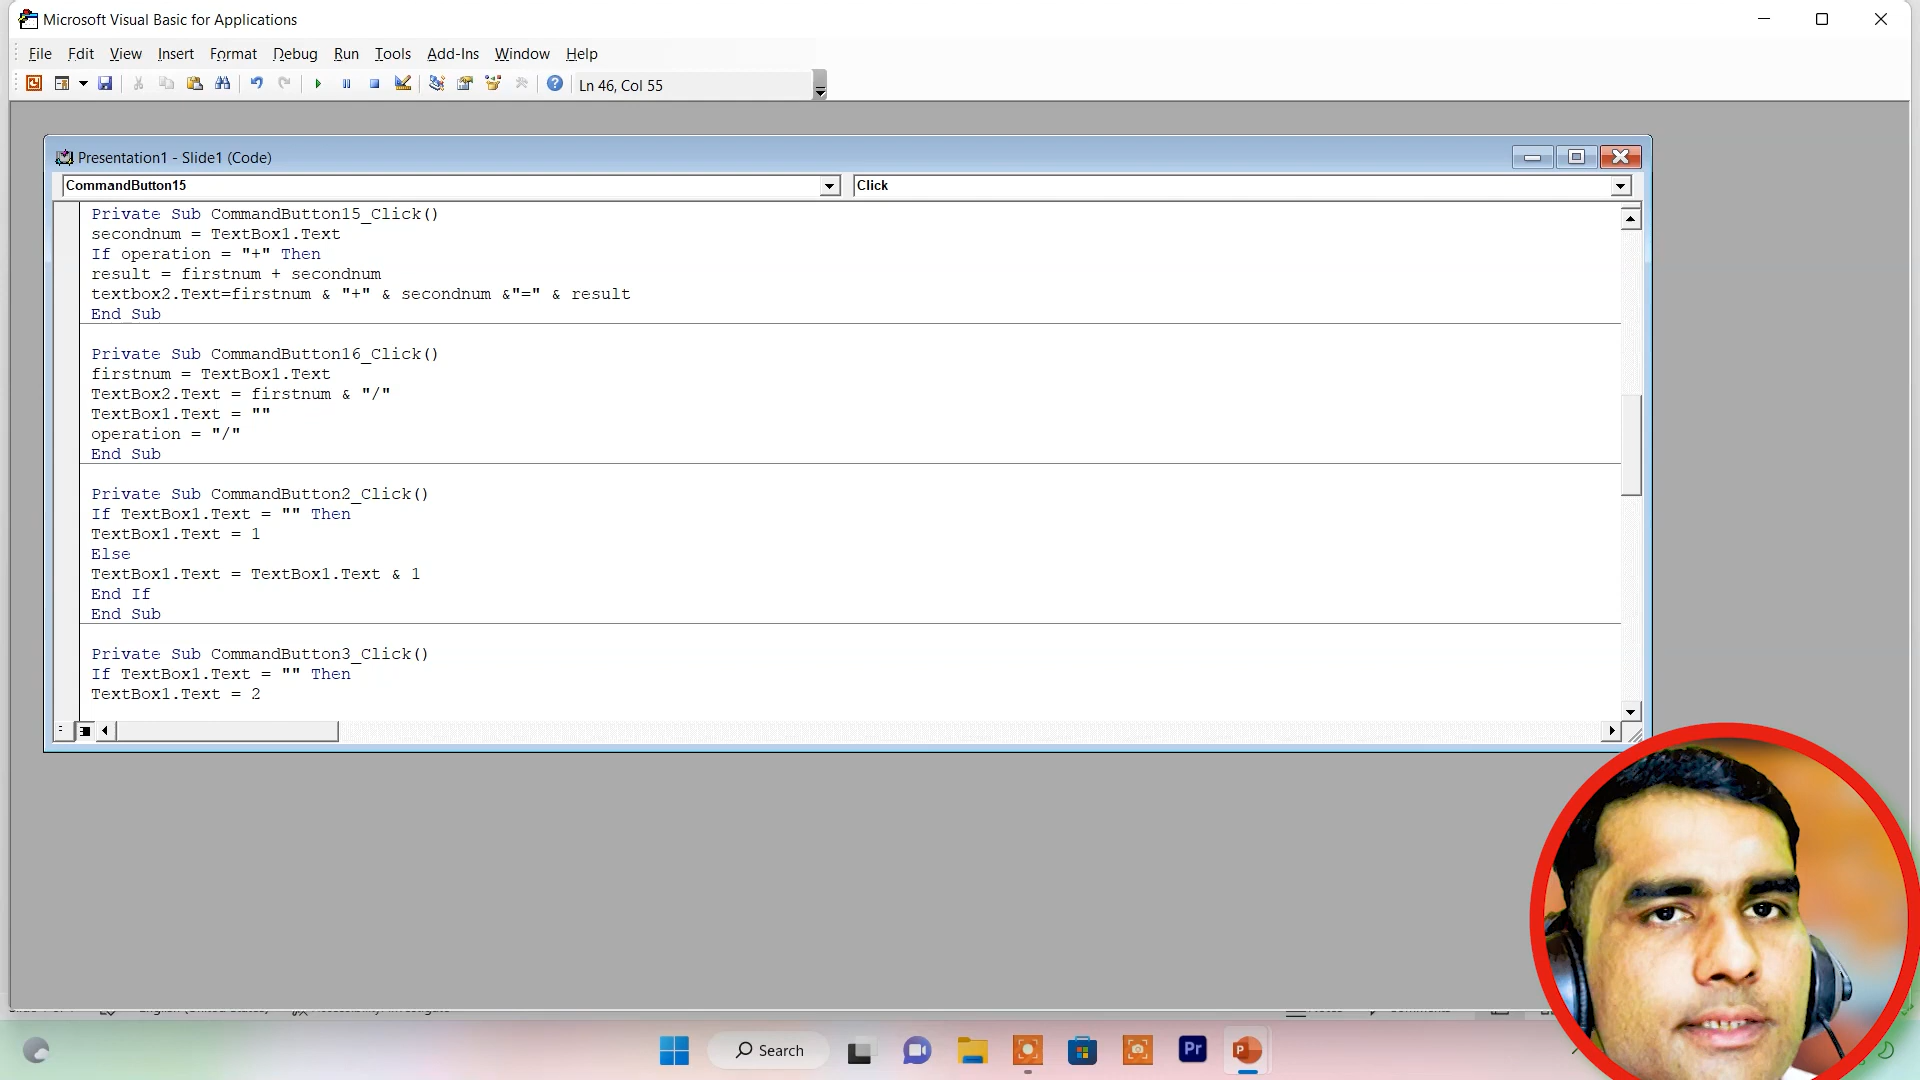 Microsoft Visual Basic for Applications
File Edit View Insert Format Debug Run Tools Add-Ins Window Help
Ln 46, Col 55
Presentation1 - Slide1 (Code)
CommandButton15 Click
Private Sub CommandButton15_Click()
secondnum = TextBox1.Text
If operation = "+" Then
result = firstnum + secondnum
textbox2.Text=firstnum & "+" & secondnum &"=" & result
End Sub
Private Sub CommandButton16_Click()
firstnum = TextBox1.Text
TextBox2.Text = firstnum & "/"
TextBox1.Text = ""
operation = "/"
End Sub
Private Sub CommandButton2_Click()
If TextBox1.Text = "" Then
TextBox1.Text = 1
Else
TextBox1.Text = TextBox1.Text & 1
End If
End Sub
Private Sub CommandButton3_Click()
If TextBox1.Text = "" Then
TextBox1.Text = 2
Search
Pr
P